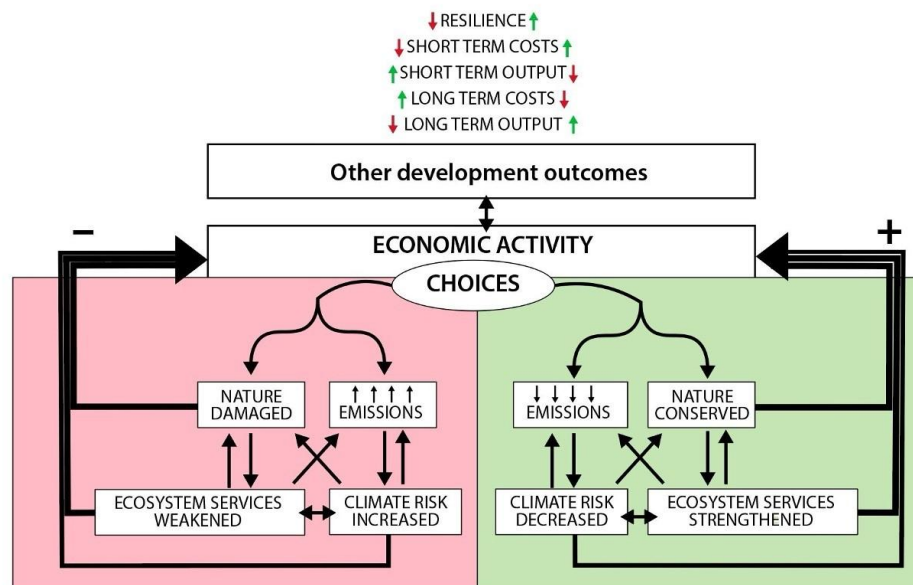 RESILIENCE
SHORT TERM COSTS
SHORT TERM OUTPUT
LONG TERM COSTS
LONG TERM OUTPUT
Other development outcomes
–
+
ECONOMIC ACTIVITY
CHOICES
NATURE
DAMAGED
EMISSIONS
EMISSIONS
NATURE
CONSERVED
ECOSYSTEM SERVICES
WEAKENED
CLIMATE RISK
INCREASED
CLIMATE RISK
DECREASED
ECOSYSTEM SERVICES
STRENGTHENED